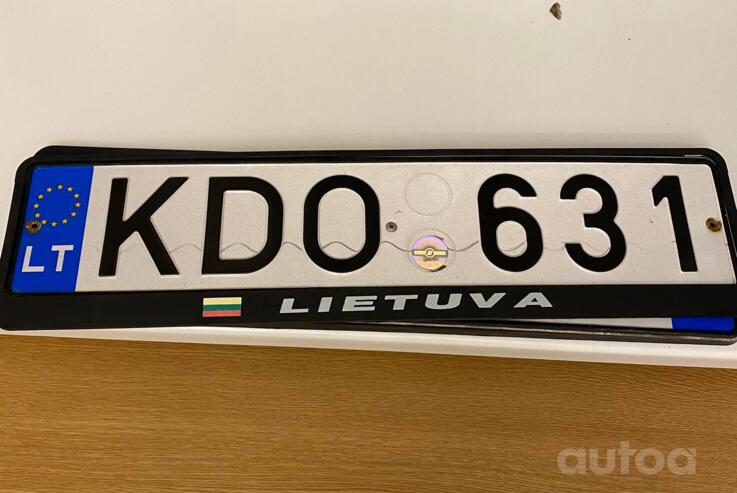 LT KDO 631
LIETUVA
autoa